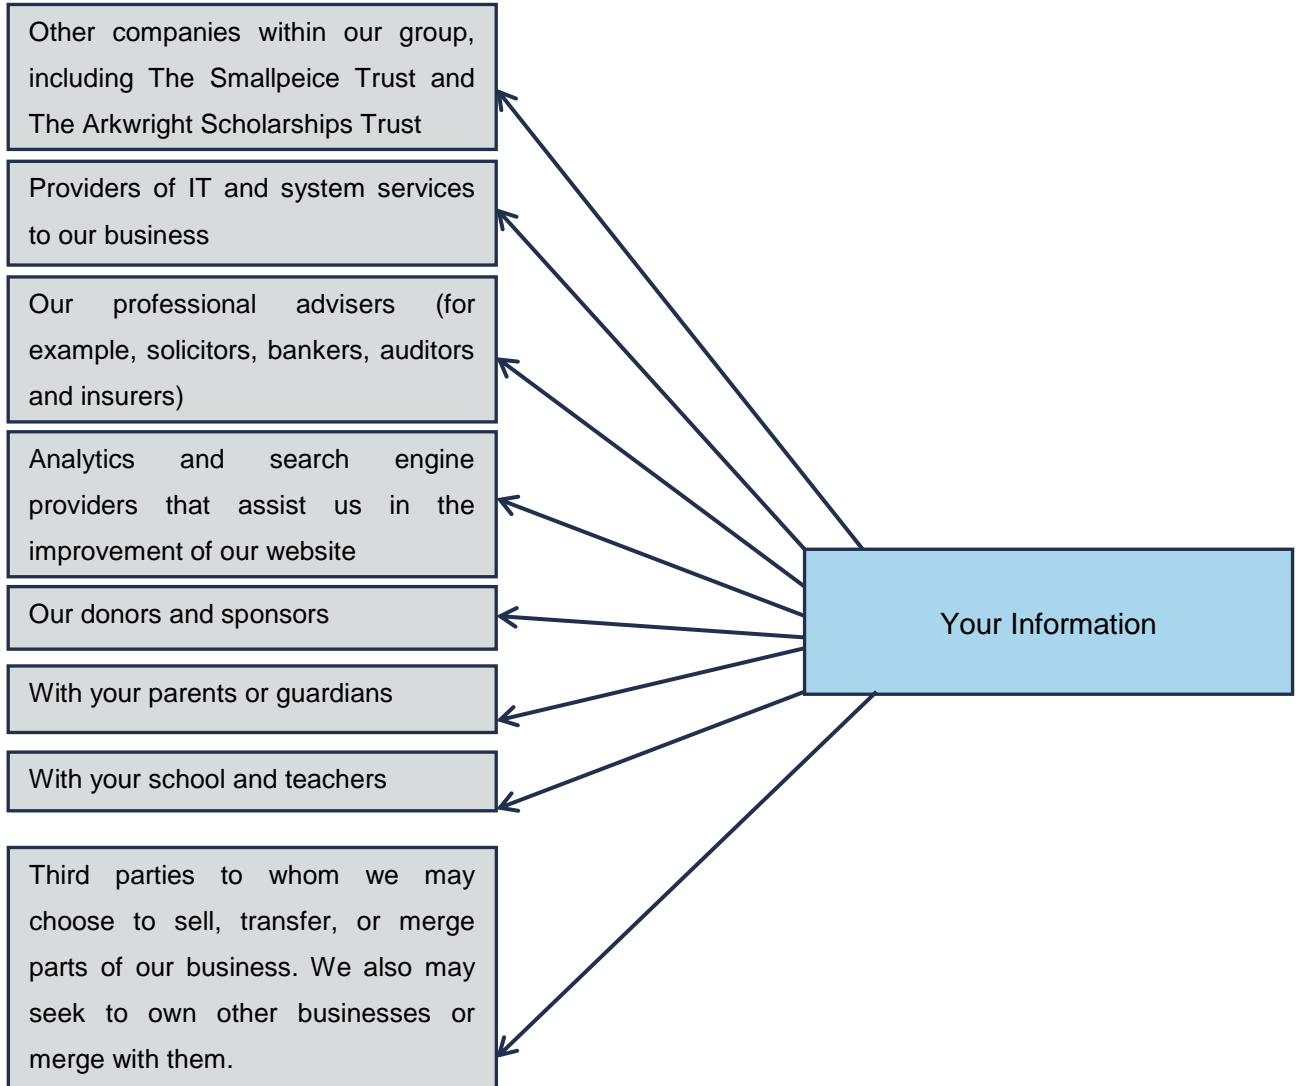 Other companies within our group,
including The Smallpeice Trust and
The Arkwright Scholarships Trust
Providers of IT and system services
to our business
Our professional advisers (for
example, solicitors, bankers, auditors
and insurers)
Analytics and search engine
providers that assist us in the
improvement of our website
Our donors and sponsors
Your Information
With your parents or guardians
With your school and teachers
Third parties to whom we may
choose to sell, transfer, or merge
parts of our business. We also may
seek to own other businesses or
merge with them.